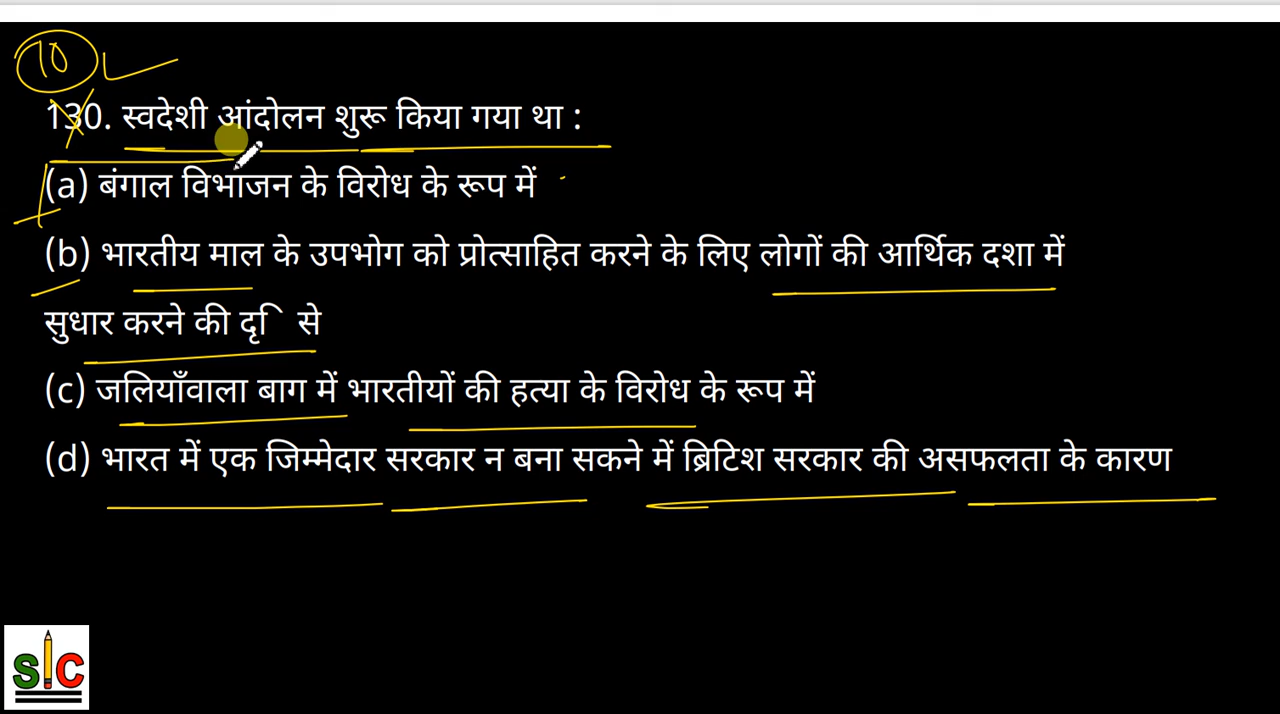 10
130. स्वदेशी आंदोलन शुरू किया गया था :
(a) बंगाल विभाजन के विरोध के रूप में
(b) भारतीय माल के उपभोग को प्रोत्साहित करने के लिए लोगों की आर्थिक दशा में
सुधार करने की दृि` से
(c) जलियाँवाला बाग में भारतीयों की हत्या के विरोध के रूप में
(d) भारत में एक जिम्मेदार सरकार न बना सकने में ब्रिटिश सरकार की असफलता के कारण
SIC